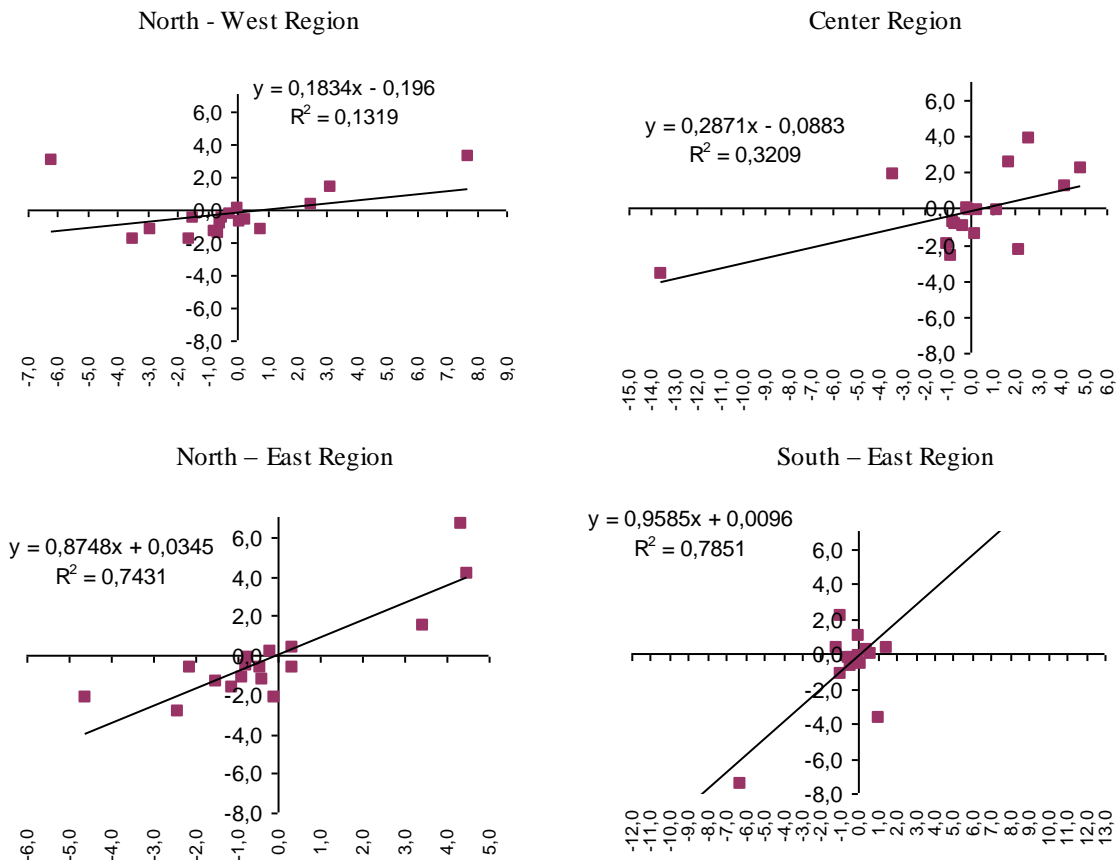 North - West Region
y = 0,1834x - 0,196
R² = 0,1319
6,0
4,0
2,0
0,0
-2,0
-4,0
-6,0
-8,0
-7,0 -6,0 -5,0 -4,0 -3,0 -2,0 -1,0 0,0 1,0 2,0 3,0 4,0 5,0 6,0 7,0 8,0 9,0
Center Region
y = 0,2871x - 0,0883
R² = 0,3209
6,0
4,0
2,0
0,0
-2,0
-4,0
-6,0
-8,0
-15,0 -14,0 -13,0 -12,0 -11,0 -10,0 -9,0 -8,0 -7,0 -6,0 -5,0 -4,0 -3,0 -2,0 -1,0 0,0 1,0 2,0 3,0 4,0 5,0 6,0
North – East Region
y = 0,8748x + 0,0345
R² = 0,7431
6,0
4,0
2,0
0,0
-2,0
-4,0
-6,0
-8,0
-6,0 -5,0 -4,0 -3,0 -2,0 -1,0 0,0 1,0 2,0 3,0 4,0 5,0
South – East Region
y = 0,9585x + 0,0096
R² = 0,7851
6,0
4,0
2,0
0,0
-2,0
-4,0
-6,0
-8,0
-12,0 -11,0 -10,0 -9,0 -8,0 -7,0 -6,0 -5,0 -4,0 -3,0 -2,0 -1,0 0,0 1,0 2,0 3,0 4,0 5,0 6,0 7,0 8,0 9,0 10,0 11,0 12,0 13,0